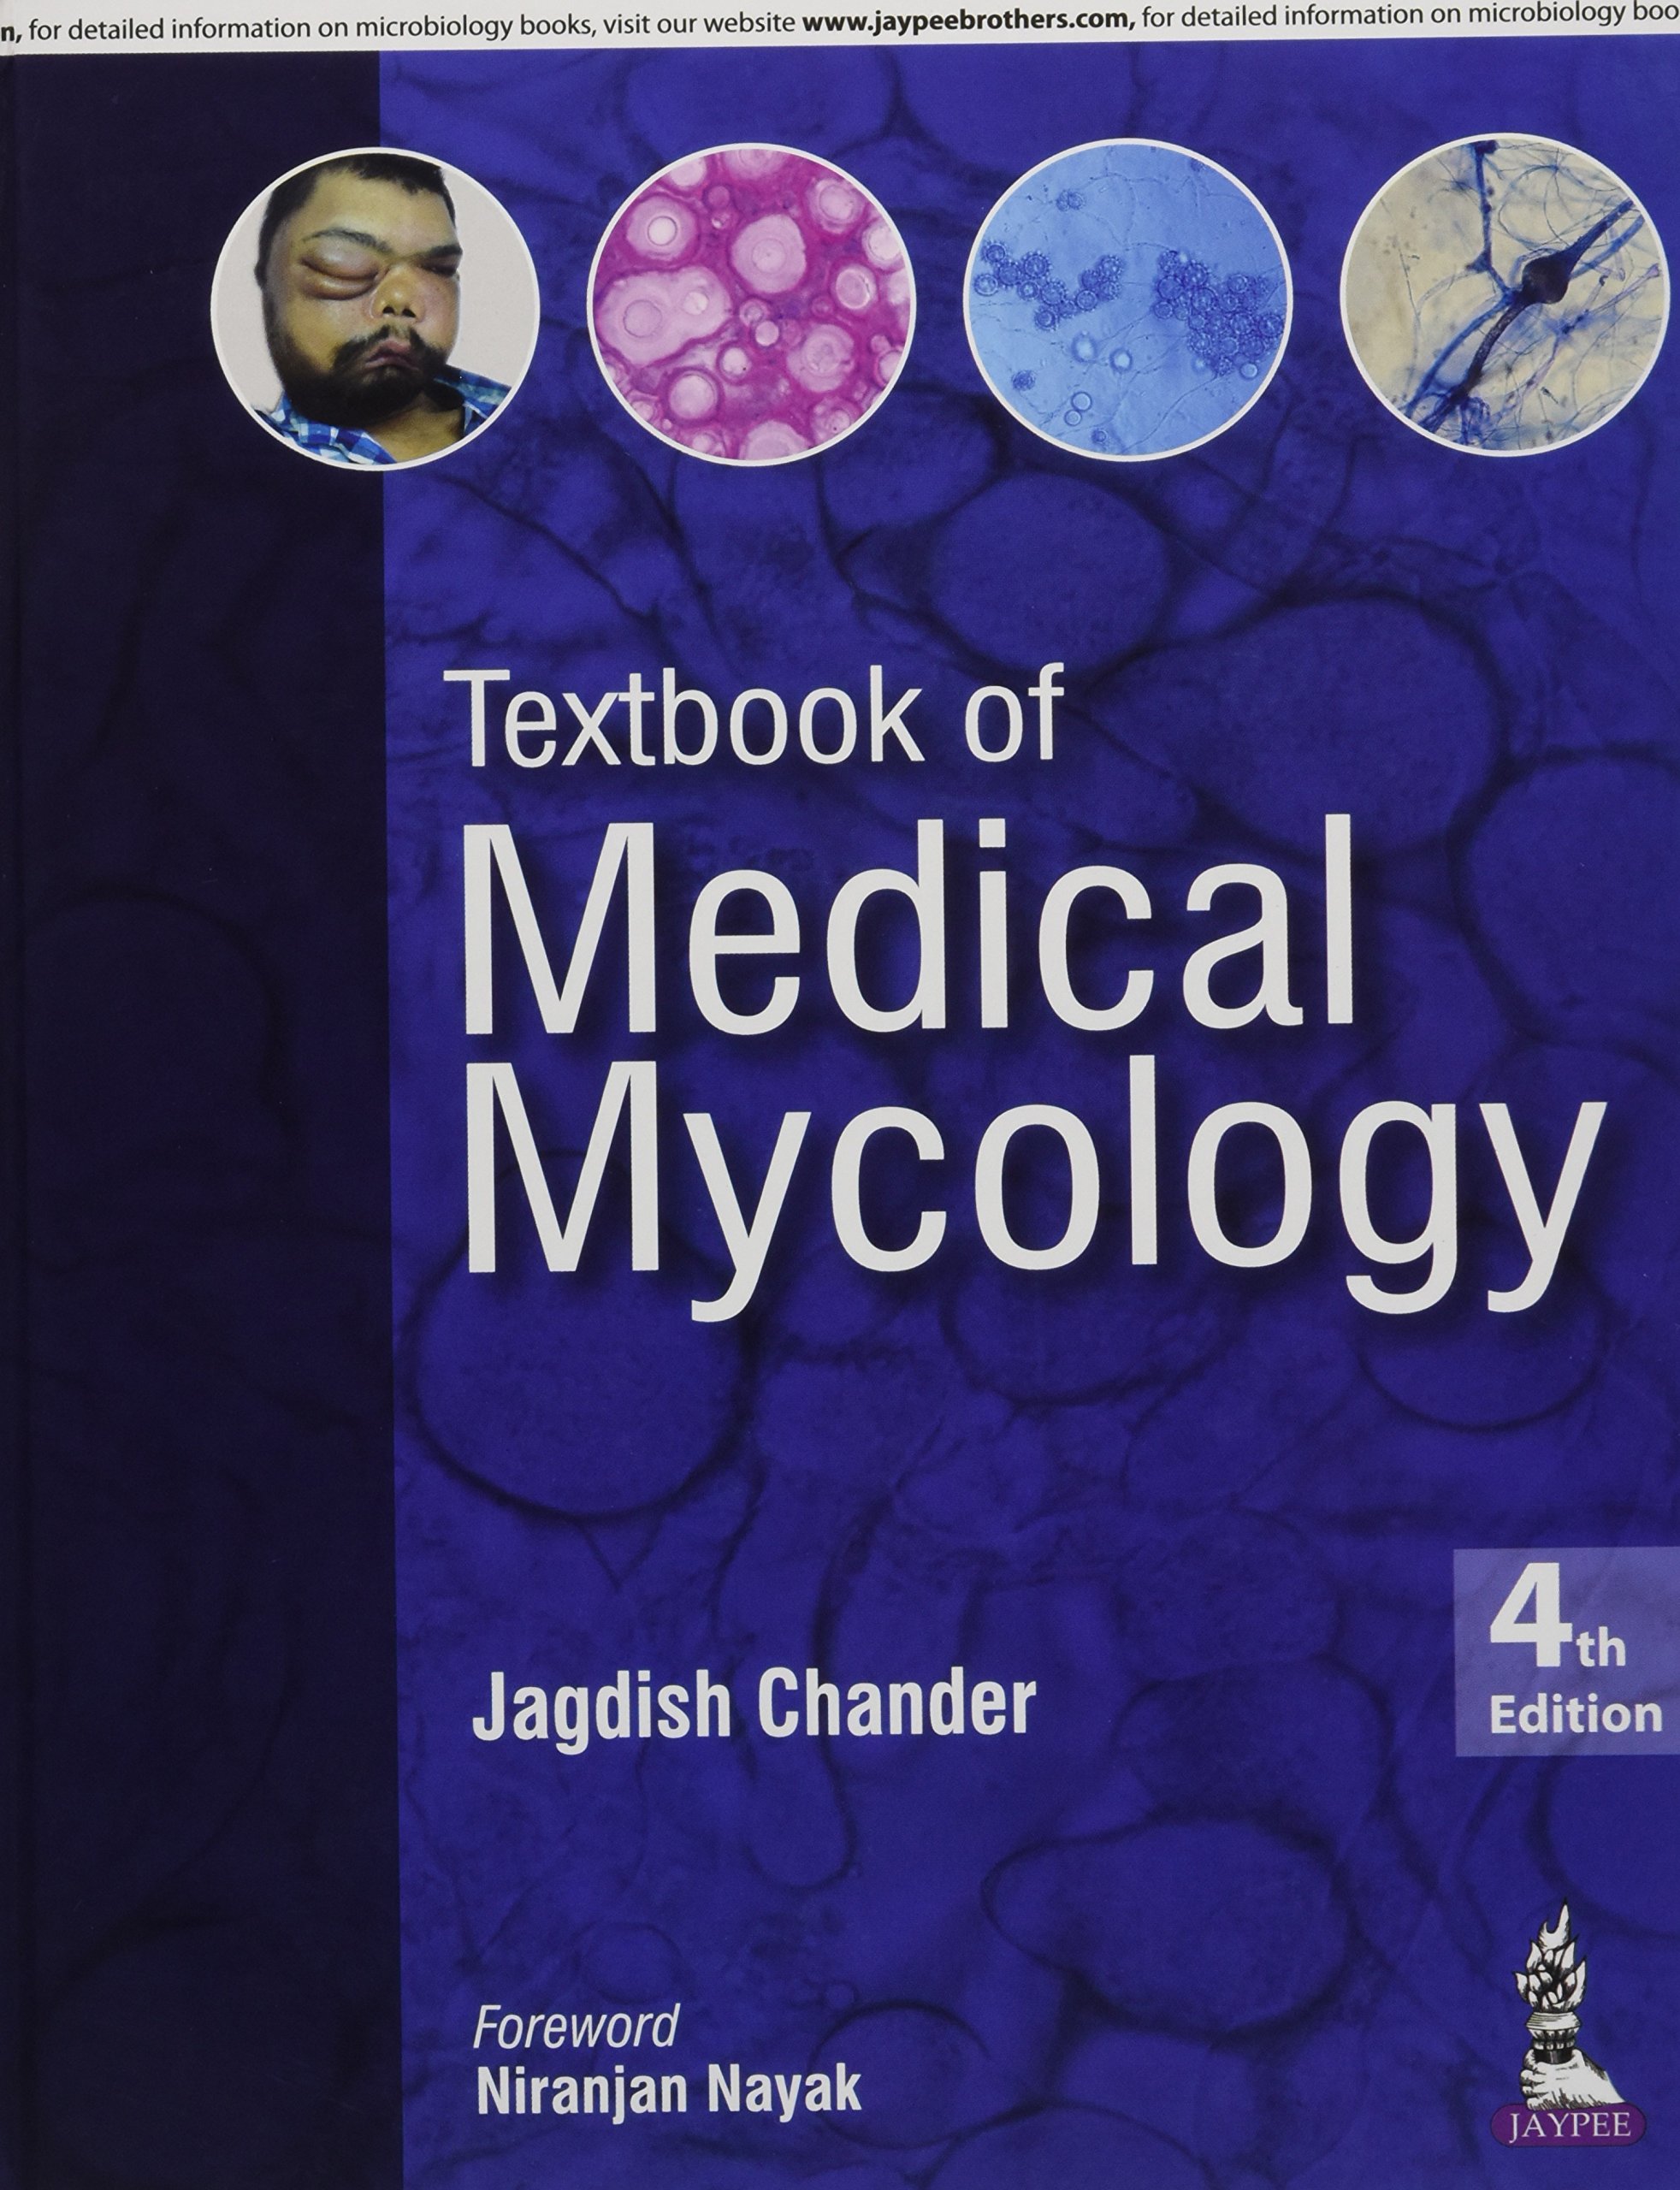 n, for detailed information on microbiology books, visit our website www.jaypeebrothers.com, for detailed information on microbiology boo
Textbook of
Medical
Mycology
4th
Edition
Jagdish Chander
Foreword
Niranjan Nayak
JAYPEE